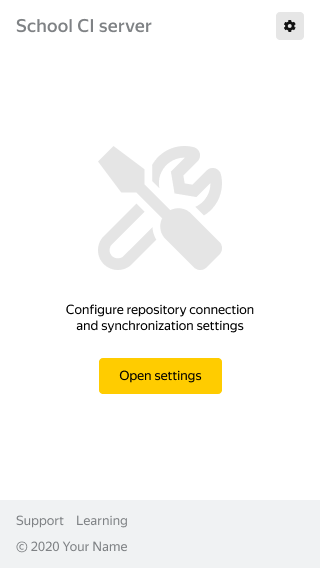 School CI server
Configure repository connection
and synchronization settings
Open settings
Support Learning
© 2020 Your Name